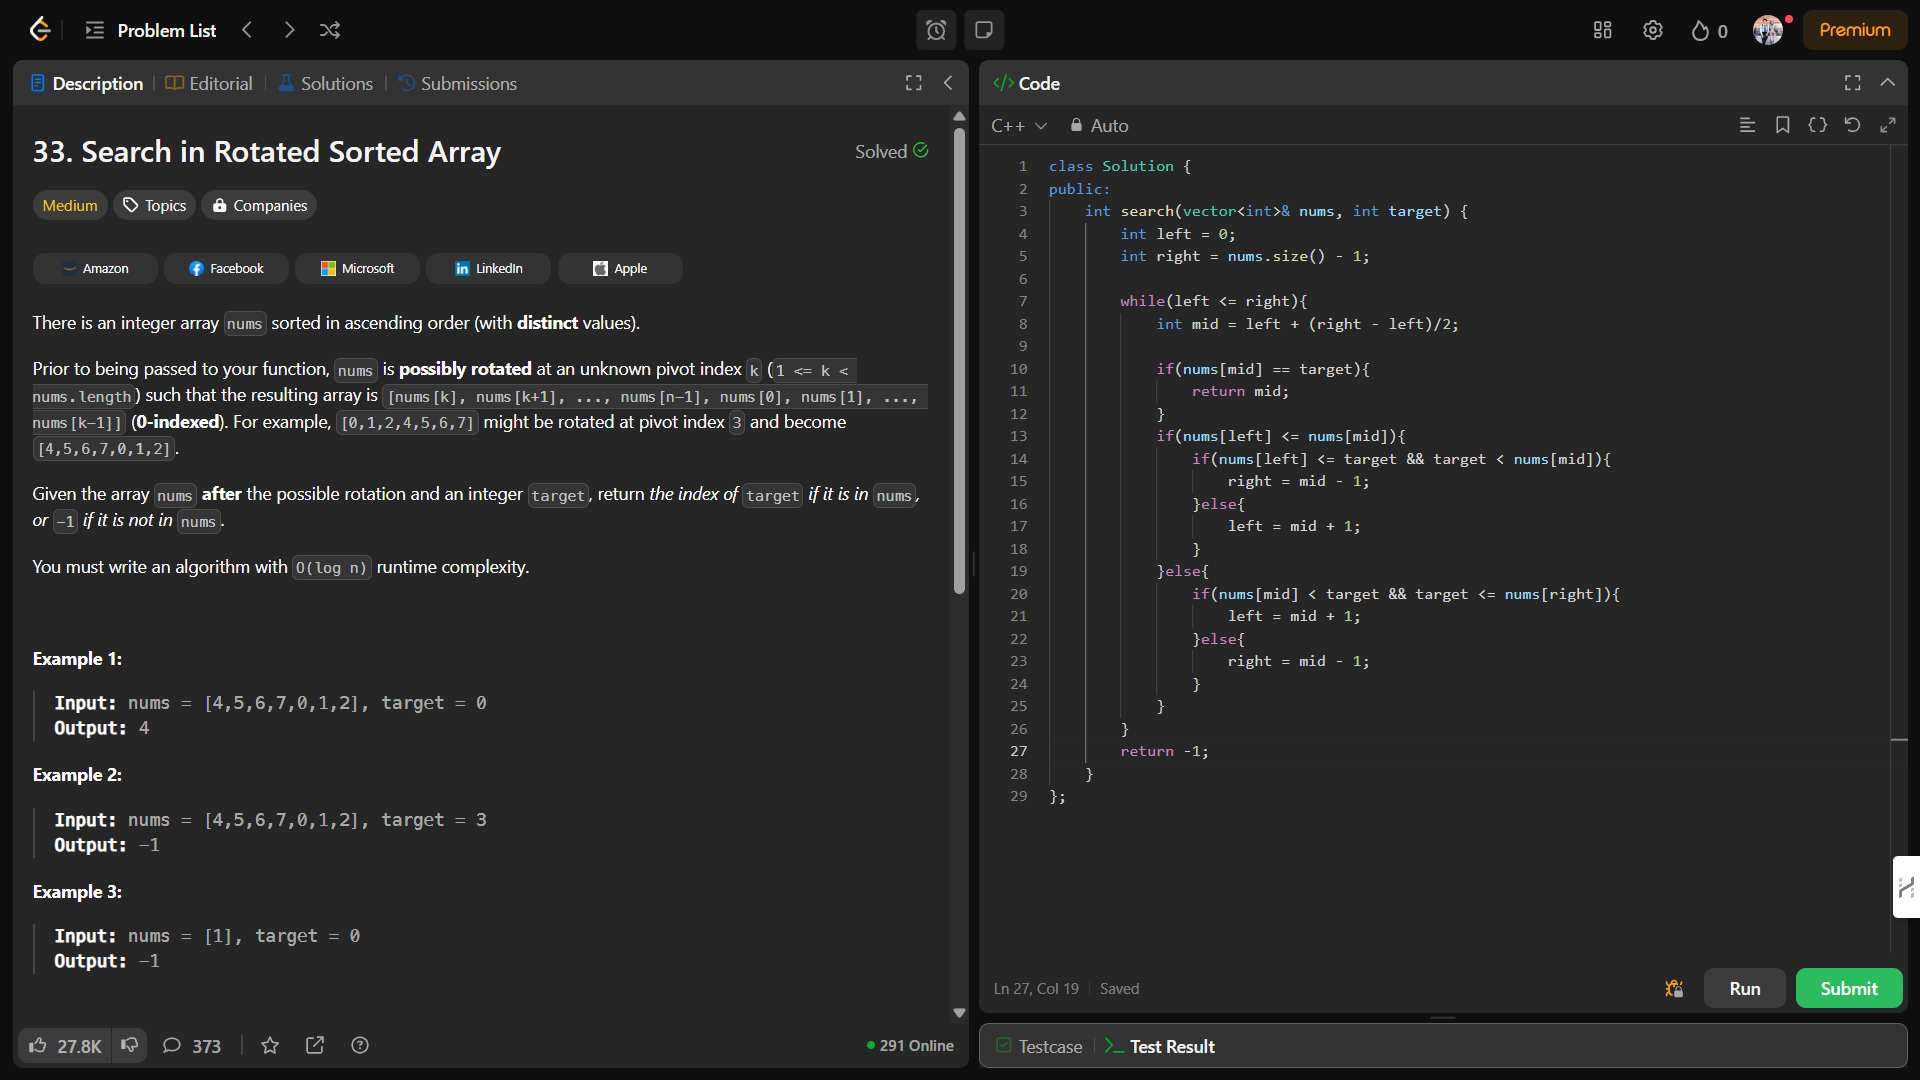 Problem List
0
Premium
Description
Editorial
Solutions
Submissions
33. Search in Rotated Sorted Array
Solved
Medium
Topics
Companies
Amazon
Facebook
Microsoft
LinkedIn
Apple
There is an integer array nums sorted in ascending order (with distinct values).
Prior to being passed to your function, nums is possibly rotated at an unknown pivot index k (1 <= k <
nums.length) such that the resulting array is [nums[k], nums[k+1], ..., nums[n-1], nums[0], nums[1], ...,
nums[k-1]] (0-indexed). For example, [0,1,2,4,5,6,7] might be rotated at pivot index 3 and become
[4,5,6,7,0,1,2].
Given the array nums after the possible rotation and an integer target, return the index of target if it is in nums,
or -1 if it is not in nums.
You must write an algorithm with O(log n) runtime complexity.
Example 1:
Input: nums = [4,5,6,7,0,1,2], target = 0
Output: 4
Example 2:
Input: nums = [4,5,6,7,0,1,2], target = 3
Output: -1
Example 3:
Input: nums = [1], target = 0
Output: -1
27.8K
373
291 Online
</> Code
C++
Auto
1 class Solution {
2 public:
3     int search(vector<int>& nums, int target) {
4         int left = 0;
5         int right = nums.size() - 1;
6
7         while(left <= right){
8             int mid = left + (right - left)/2;
9
10             if(nums[mid] == target){
11                 return mid;
12             }
13             if(nums[left] <= nums[mid]){
14                 if(nums[left] <= target && target < nums[mid]){
15                     right = mid - 1;
16                 }else{
17                     left = mid + 1;
18                 }
19             }else{
20                 if(nums[mid] < target && target <= nums[right]){
21                     left = mid + 1;
22                 }else{
23                     right = mid - 1;
24                 }
25             }
26         }
27         return -1;
28     }
29 };
Ln 27, Col 19
Saved
Run
Submit
Testcase
Test Result